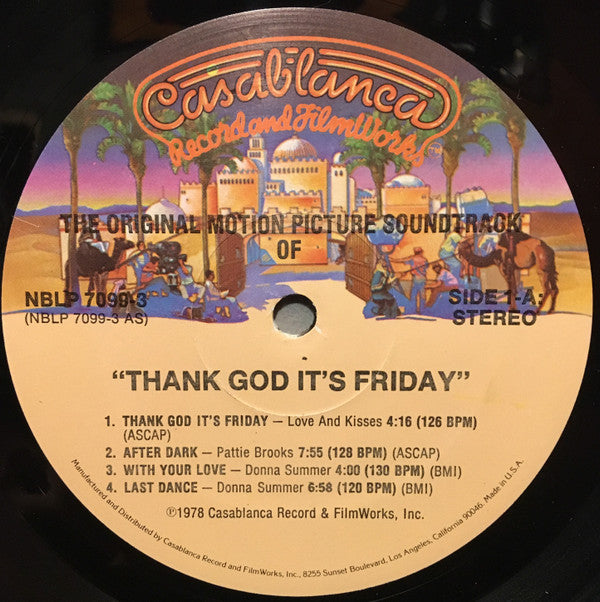 Casablanca
Record and FilmWorks
THE ORIGINAL MOTION PICTURE SOUNDTRACK
OF
NBLP 7099-3
(NBLP 7099-3 AS)
SIDE 1-A:
STEREO
"THANK GOD IT'S FRIDAY"
1. THANK GOD IT'S FRIDAY — Love And Kisses 4:16 (126 BPM)
(ASCAP)
2. AFTER DARK — Pattie Brooks 7:55 (128 BPM) (ASCAP)
3. WITH YOUR LOVE — Donna Summer 4:00 (130 BPM) (BMI)
4. LAST DANCE — Donna Summer 6:58 (120 BPM) (BMI)
℗1978 Casablanca Record & FilmWorks, Inc.
Manufactured and Distributed by Casablanca Record and FilmWorks, Inc., 8255 Sunset Boulevard, Los Angeles, California 90046. Made in U.S.A.